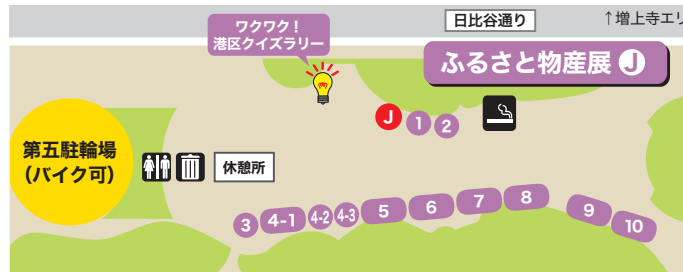 ワクワク！
港区クイズラリー
日比谷通り
↑増上寺エリ
ふるさと物産展 J
J
1
2
第五駐輪場
（バイク可）
休憩所
3
4-1
4-2
4-3
5
6
7
8
9
10